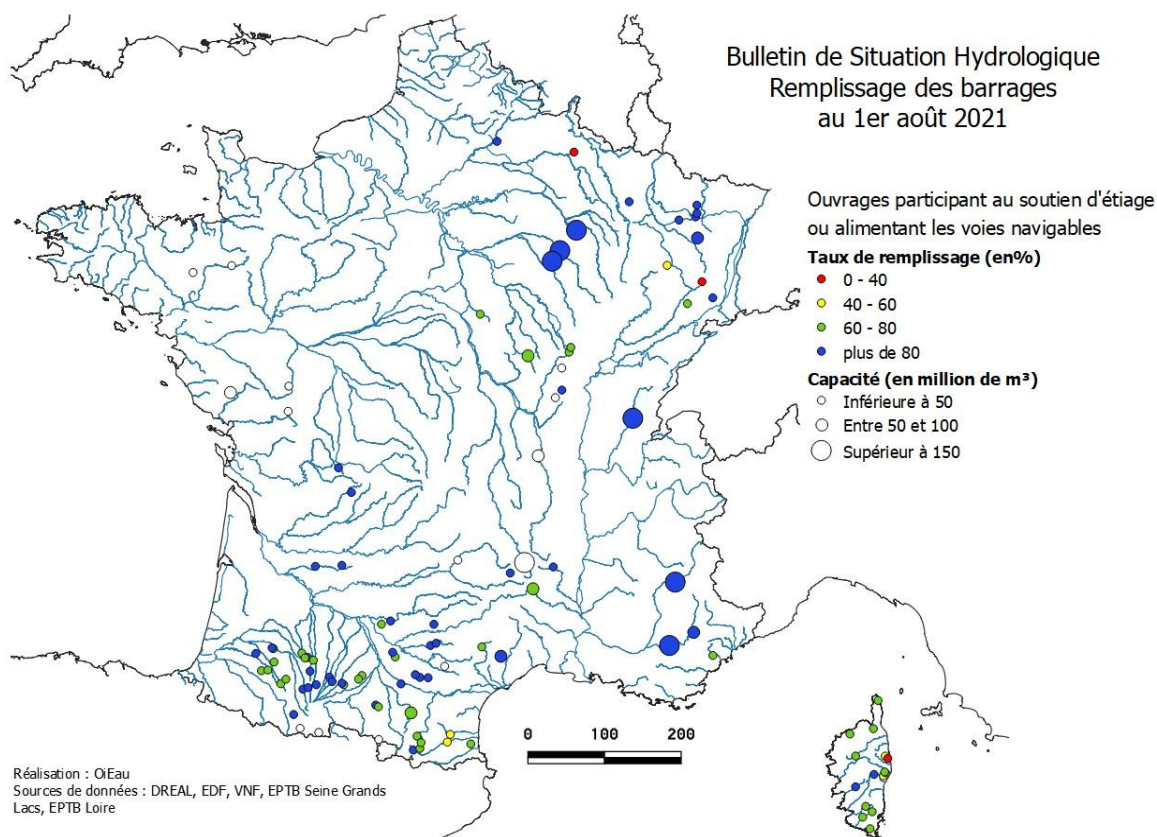 Bulletin de Situation Hydrologique
Remplissage des barrages
au 1er août 2021
Ouvrages participant au soutien d'étiage
ou alimentant les voies navigables
Taux de remplissage (en%)
0 - 40
40 - 60
60 - 80
plus de 80
Capacité (en million de m³)
Inférieure à 50
Entre 50 et 100
Supérieur à 150
0 100 200
Réalisation : OiEau
Sources de données : DREAL, EDF, VNF, EPTB Seine Grands
Lacs, EPTB Loire